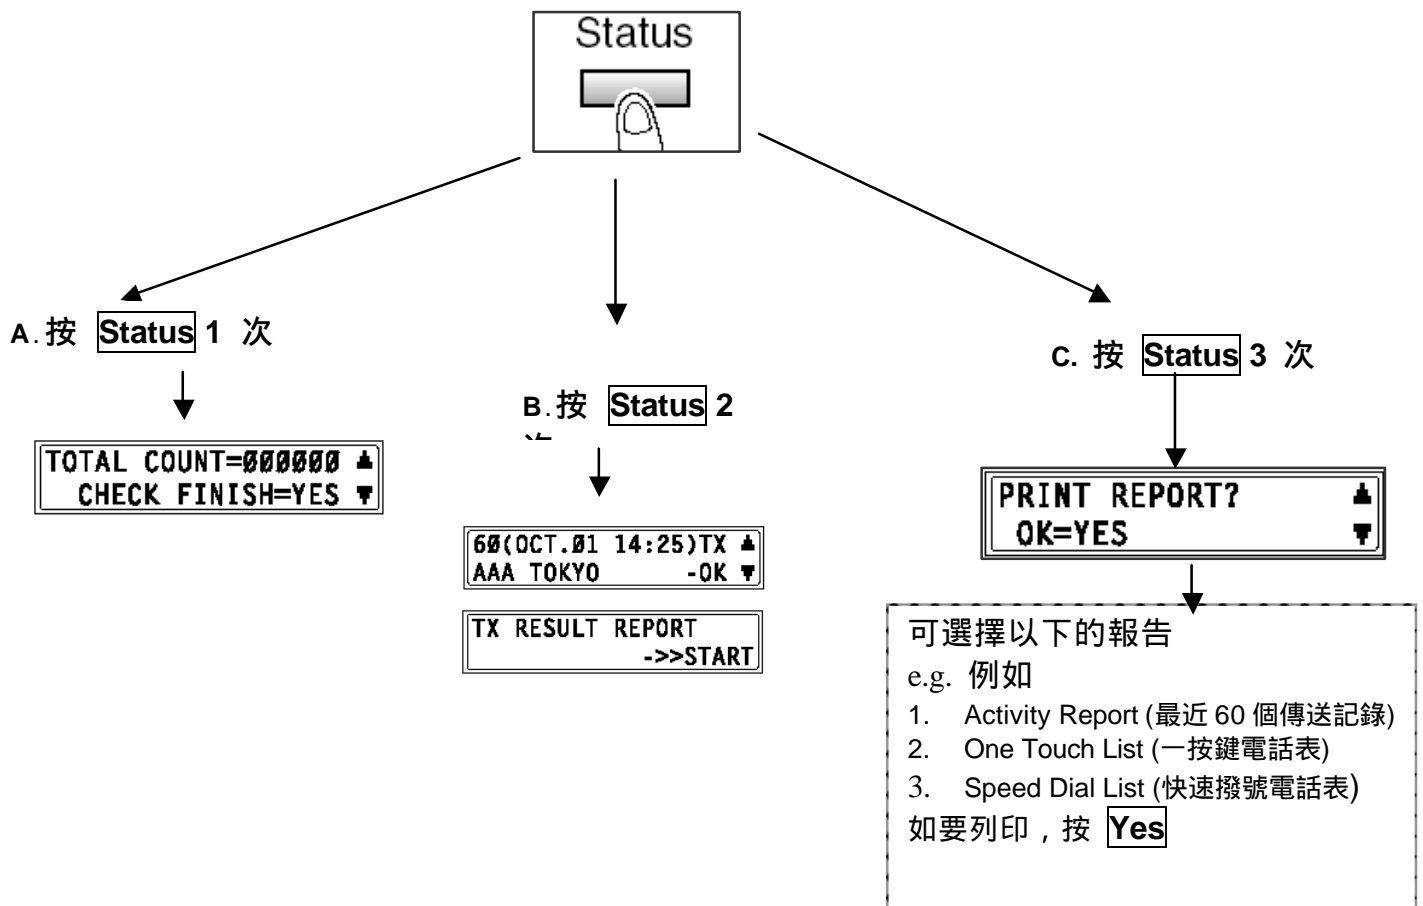 Status
A.按 Status 1 次
TOTAL COUNT=000000 ▲
CHECK FINISH=YES ▼
B.按 Status 2
次
60(OCT.01 14:25)TX ▲
AAA TOKYO -OK ▼
TX RESULT REPORT
->>START
C. 按 Status 3 次
PRINT REPORT? ▲
OK=YES ▼
可選擇以下的報告
e.g. 例如
1. Activity Report (最近 60 個傳送記錄)
2. One Touch List (一按鍵電話表)
3. Speed Dial List (快速撥號電話表)
如要列印，按 Yes